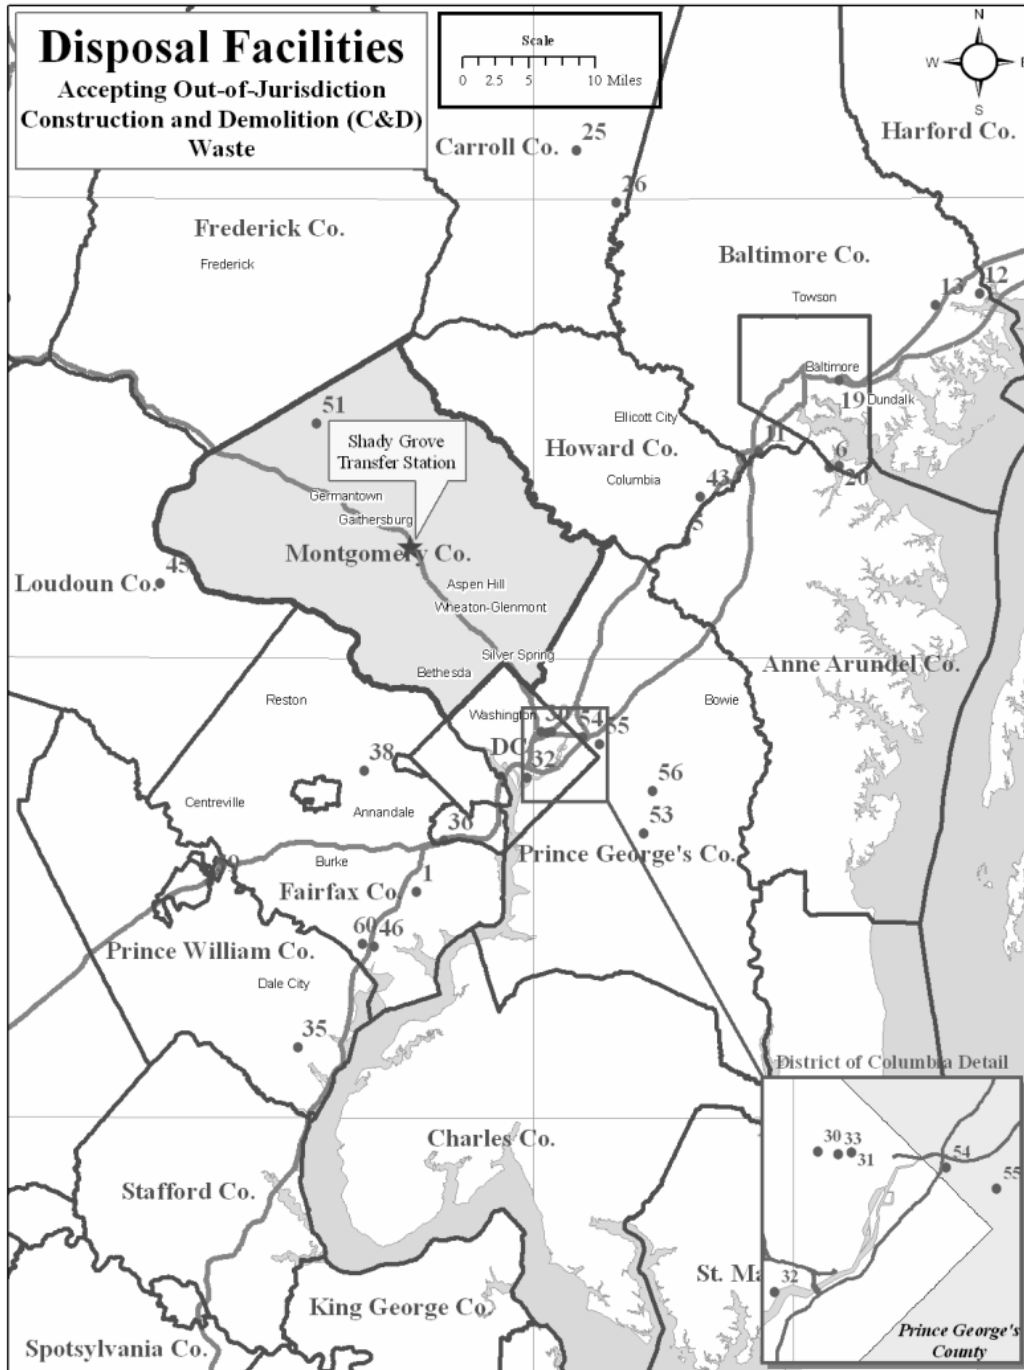 Disposal Facilities
Accepting Out-of-Jurisdiction
Construction and Demolition (C&D)
Waste
Scale
0 2.5 5 10 Miles
N
W E
S
Harford Co.
Carroll Co.
25
26
Frederick Co.
Frederick
Baltimore Co.
Towson
13
12
Baltimore
19
Dundalk
51
Shady Grove
Transfer Station
Ellicott City
11
Howard Co.
Columbia
43
6
20
5
Germantown
Gaithersburg
Montgomery Co.
Loudoun Co.
45
Aspen Hill
Wheaton-Glenmont
Silver Spring
Bethesda
Anne Arundel Co.
Reston
Bowie
Washington
54
55
DC
32
38
56
Centreville
Annandale
53
36
Prince George's Co.
Burke
Fairfax Co.
1
60
46
Prince William Co.
Dale City
35
District of Columbia Detail
Charles Co.
30 33
31
54
55
Stafford Co.
St. Ma
32
King George Co.
Prince George's
County
Spotsylvania Co.